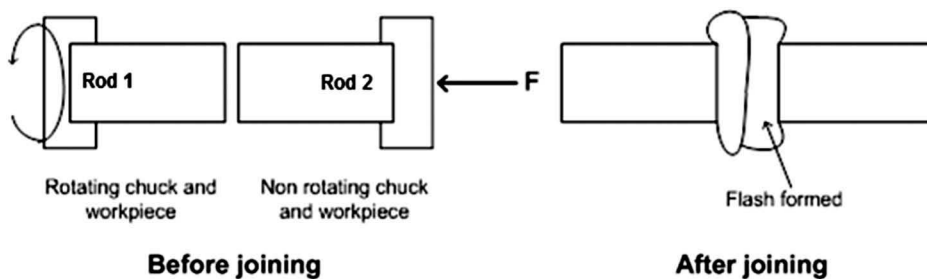 Rod 1
Rod 2
F
Rotating chuck and
workpiece
Non rotating chuck
and workpiece
Flash formed
Before joining
After joining